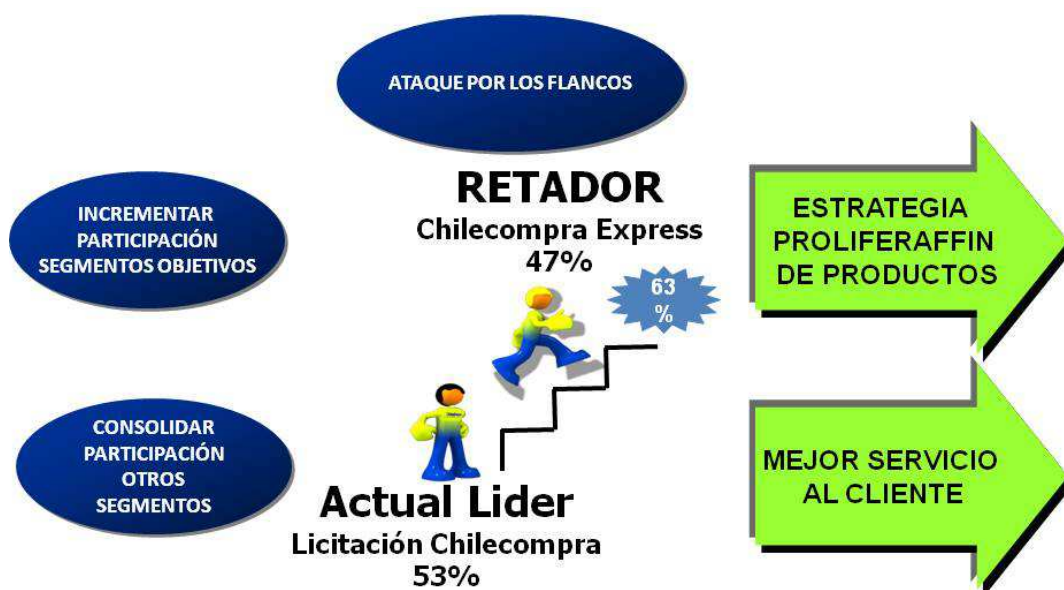 ATAQUE POR LOS FLANCOS
RETADOR
Chilecompra Express
47%
INCREMENTAR
PARTICIPACIÓN
SEGMENTOS OBJETIVOS
63
%
ESTRATEGIA
PROLIFERAFFIN
DE PRODUCTOS
CONSOLIDAR
PARTICIPACIÓN
OTROS
SEGMENTOS
Actual Lider
Licitación Chilecompra
53%
MEJOR SERVICIO
AL CLIENTE